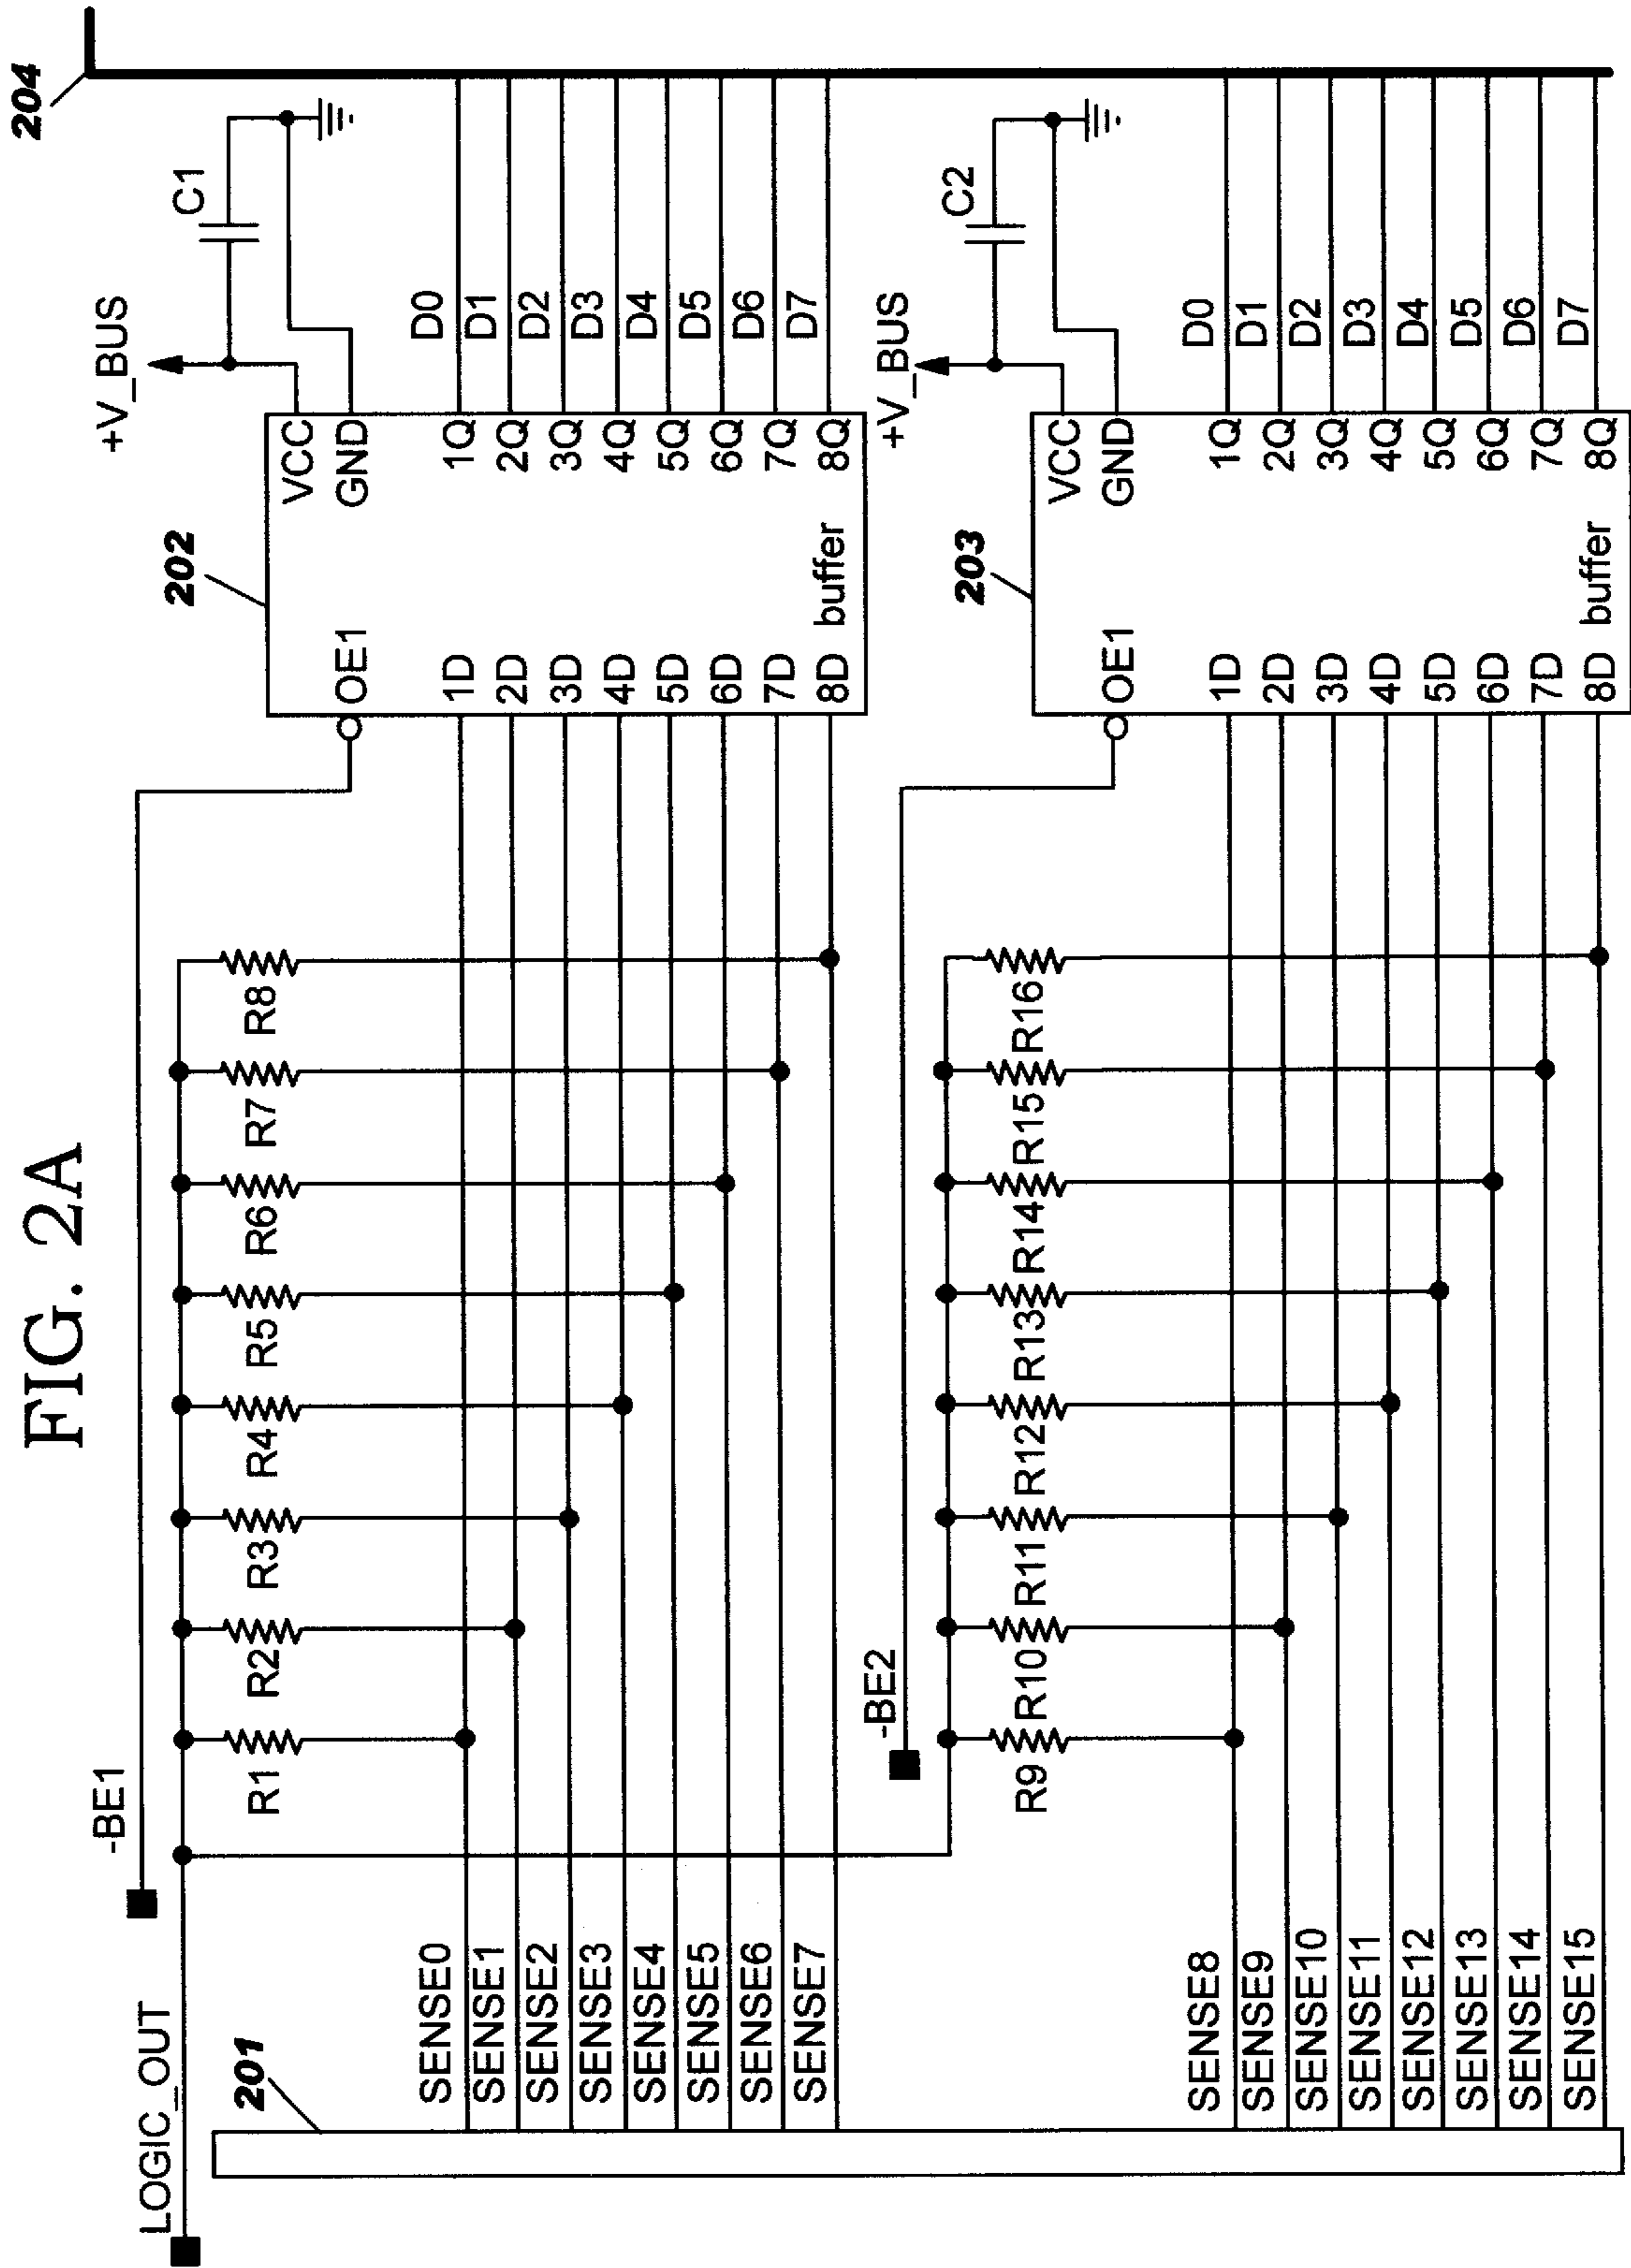 FIG. 2A
LOGIC_OUT
-BE1
201
R1
R2
R3
R4
R5
R6
R7
R8
SENSE0
SENSE1
SENSE2
SENSE3
SENSE4
SENSE5
SENSE6
SENSE7
202
OE1
1D
2D
3D
4D
5D
6D
7D
8D
VCC
GND
1Q
2Q
3Q
4Q
5Q
6Q
7Q
8Q
buffer
+V_BUS
C1
204
D0
D1
D2
D3
D4
D5
D6
D7
-BE2
R9
R10
R11
R12
R13
R14
R15
R16
SENSE8
SENSE9
SENSE10
SENSE11
SENSE12
SENSE13
SENSE14
SENSE15
203
OE1
1D
2D
3D
4D
5D
6D
7D
8D
VCC
GND
1Q
2Q
3Q
4Q
5Q
6Q
7Q
8Q
buffer
+V_BUS
C2
D0
D1
D2
D3
D4
D5
D6
D7